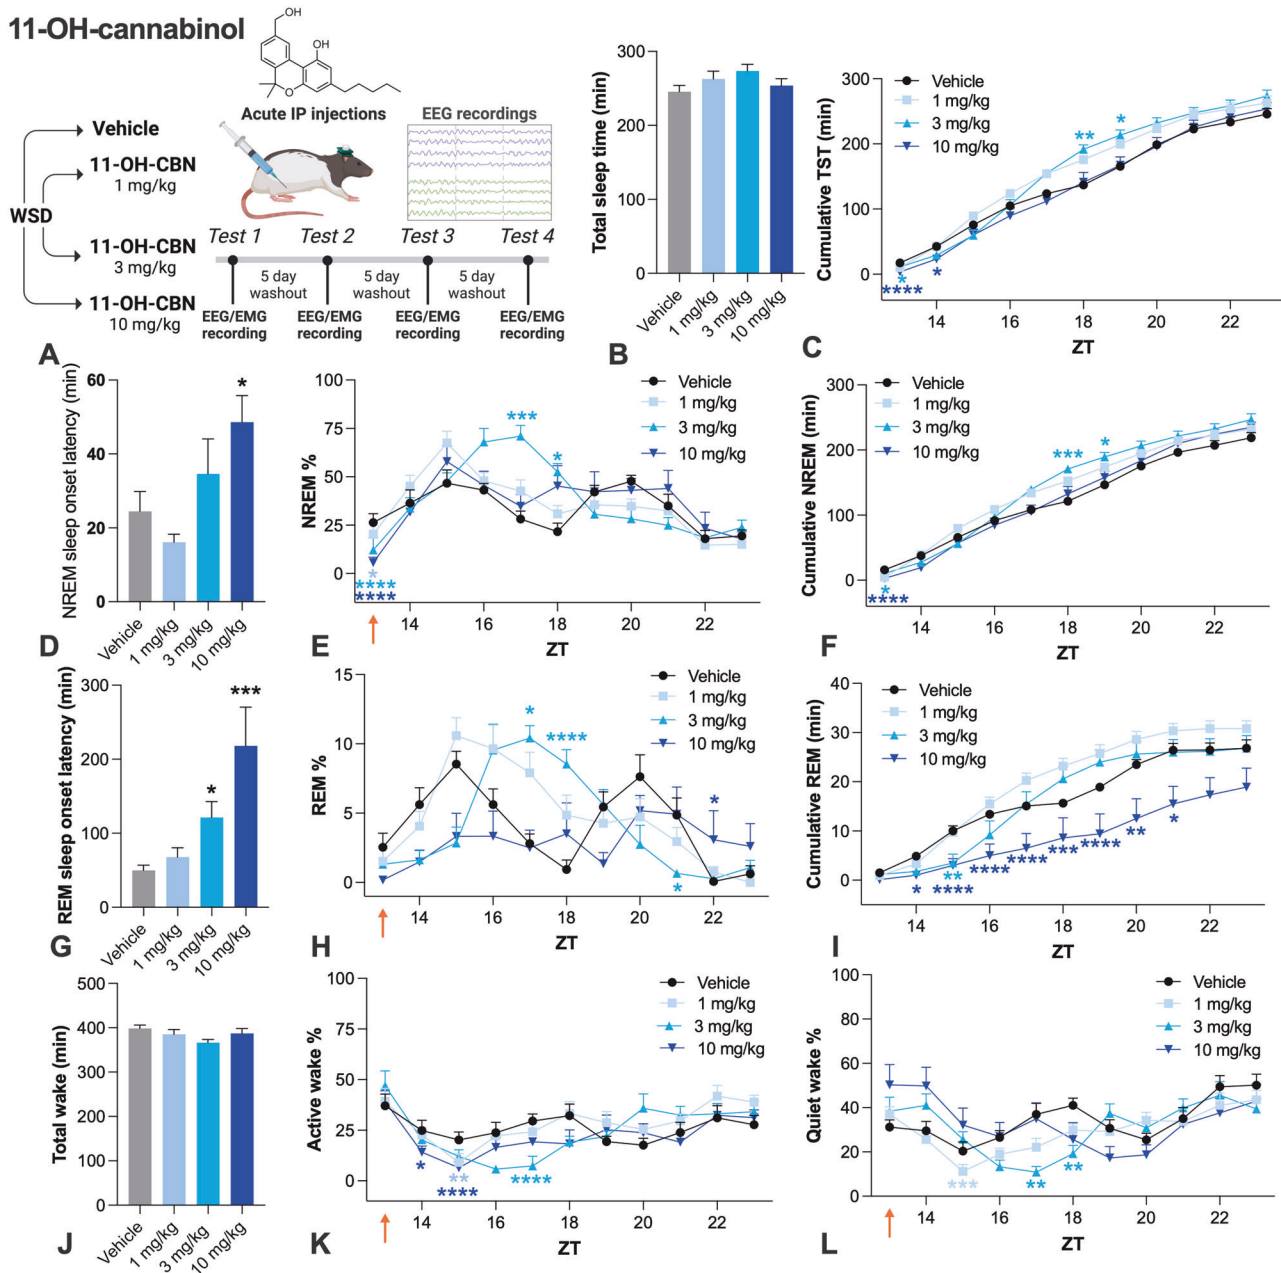 11-OH-cannabinol
OH
OH
O
Acute IP injections
EEG recordings
WSD
Vehicle
11-OH-CBN
1 mg/kg
11-OH-CBN
3 mg/kg
11-OH-CBN
10 mg/kg
Test 1
Test 2
Test 3
Test 4
5 day
washout
5 day
washout
5 day
washout
EEG/EMG
recording
EEG/EMG
recording
EEG/EMG
recording
EEG/EMG
recording
A
Total sleep time (min)
300
200
100
0
Vehicle
1 mg/kg
3 mg/kg
10 mg/kg
B
Cumulative TST (min)
300
200
100
0
Vehicle
1 mg/kg
3 mg/kg
10 mg/kg
**
*
*
****
*
14
16
18
20
22
ZT
C
NREM sleep onset latency (min)
60
40
20
0
*
Vehicle
1 mg/kg
3 mg/kg
10 mg/kg
D
NREM %
100
75
50
25
0
Vehicle
1 mg/kg
3 mg/kg
10 mg/kg
***
*
*
****
****
14
16
18
20
22
ZT
E
Cumulative NREM (min)
300
200
100
0
Vehicle
1 mg/kg
3 mg/kg
10 mg/kg
***
*
*
****
14
16
18
20
22
ZT
F
REM sleep onset latency (min)
300
200
100
0
*
***
Vehicle
1 mg/kg
3 mg/kg
10 mg/kg
G
REM %
15
10
5
0
Vehicle
1 mg/kg
3 mg/kg
10 mg/kg
*
****
*
*
14
16
18
20
22
ZT
H
Cumulative REM (min)
40
30
20
10
0
Vehicle
1 mg/kg
3 mg/kg
10 mg/kg
*
**
****
****
****
***
****
**
*
14
16
18
20
22
ZT
I
Total wake (min)
500
400
300
200
100
0
Vehicle
1 mg/kg
3 mg/kg
10 mg/kg
J
Active wake %
100
50
25
0
Vehicle
1 mg/kg
3 mg/kg
10 mg/kg
*
**
****
****
14
16
18
20
22
ZT
K
Quiet wake %
100
80
60
40
20
0
Vehicle
1 mg/kg
3 mg/kg
10 mg/kg
***
**
**
14
16
18
20
22
ZT
L